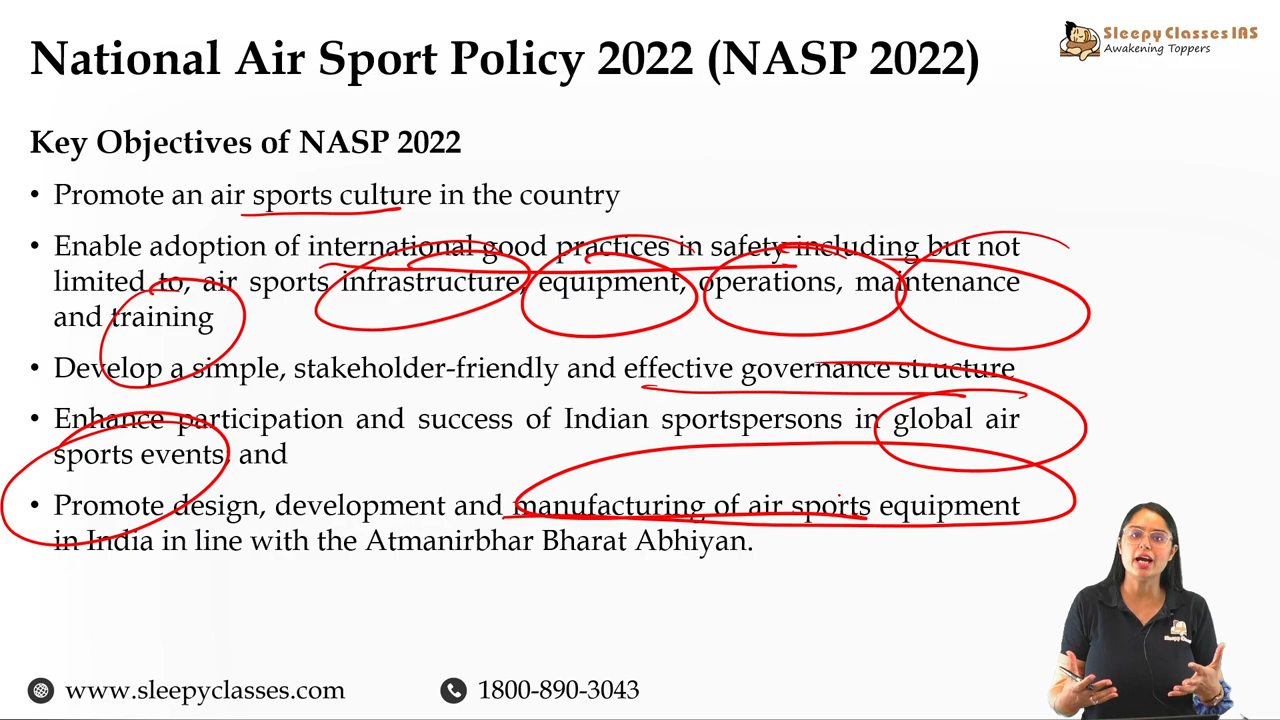 National Air Sport Policy 2022 (NASP 2022)
Sleepy Classes IAS
Awakening Toppers
Key Objectives of NASP 2022
• Promote an air sports culture in the country
• Enable adoption of international good practices in safety including but not
limited to, air sports infrastructure, equipment, operations, maintenance
and training
• Develop a simple, stakeholder-friendly and effective governance structure
• Enhance participation and success of Indian sportspersons in global air
sports events; and
• Promote design, development and manufacturing of air sports equipment
in India in line with the Atmanirbhar Bharat Abhiyan.
www.sleepyclasses.com
1800-890-3043